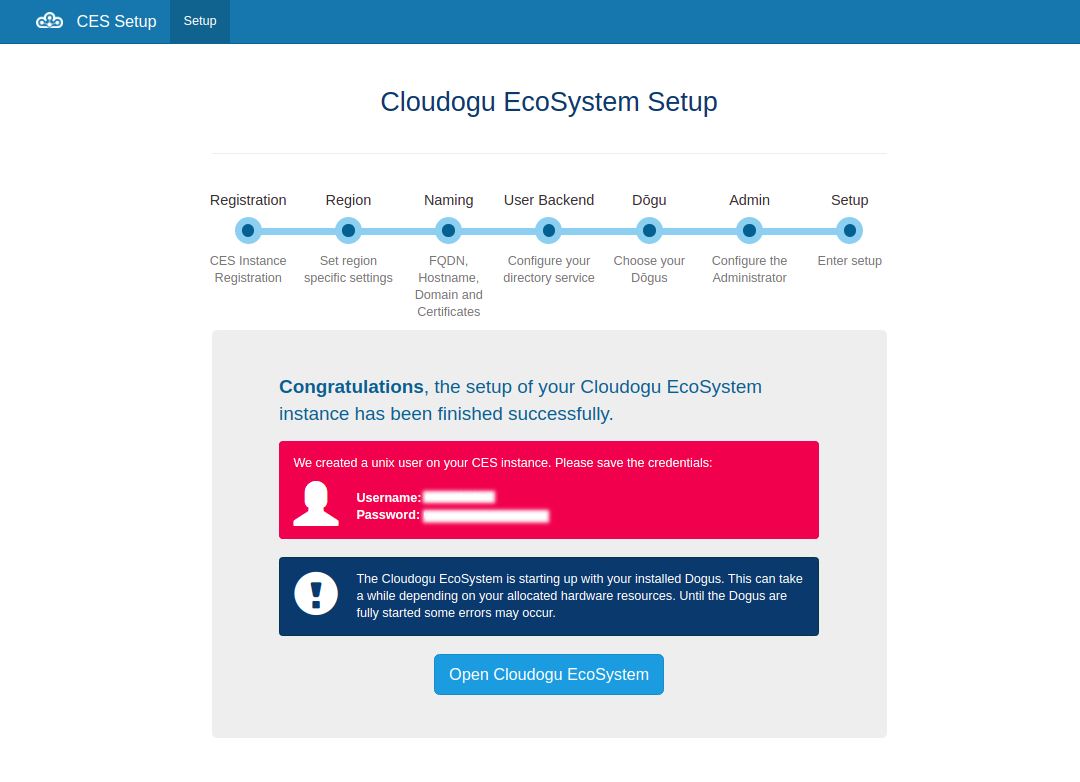 CES Setup Setup
Cloudogu EcoSystem Setup
Registration Region Naming User Backend Dōgu Admin Setup
CES Instance Registration
Set region specific settings
FQDN,
Hostname,
Domain and
Certificates
Configure your directory service
Choose your Dōgus
Configure the Administrator
Enter setup
Congratulations, the setup of your Cloudogu EcoSystem
instance has been finished successfully.
We created a unix user on your CES instance. Please save the credentials:
Username:
Password:
The Cloudogu EcoSystem is starting up with your installed Dogus. This can take
a while depending on your allocated hardware resources. Until the Dogus are
fully started some errors may occur.
Open Cloudogu EcoSystem